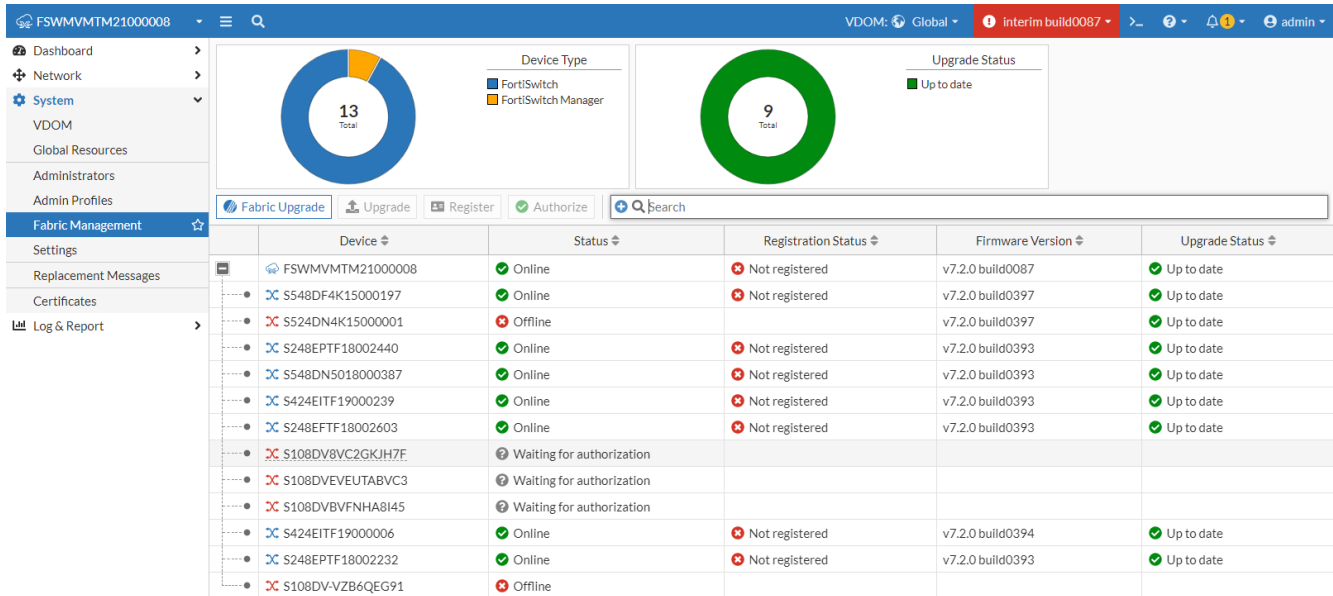 FSWMVMTM21000008 VDOM: Global interim build0087 >_ 1 admin
Dashboard
Network
System
VDOM
Global Resources
Administrators
Admin Profiles
Fabric Management
Settings
Replacement Messages
Certificates
Log & Report
13
Total
Device Type
FortiSwitch
FortiSwitch Manager
9
Total
Upgrade Status
Up to date
Fabric Upgrade Upgrade Register Authorize Search
Device Status Registration Status Firmware Version Upgrade Status
FSWMVMTM21000008 Online Not registered v7.2.0 build0087 Up to date
S548DF4K15000197 Online Not registered v7.2.0 build0397 Up to date
S524DN4K15000001 Offline v7.2.0 build0397 Up to date
S248EPTF18002440 Online Not registered v7.2.0 build0393 Up to date
S548DN5018000387 Online Not registered v7.2.0 build0393 Up to date
S424EITF19000239 Online Not registered v7.2.0 build0393 Up to date
S248EFTF18002603 Online Not registered v7.2.0 build0393 Up to date
S108DV8VC2GKJH7F Waiting for authorization
S108DVEVEUTABVC3 Waiting for authorization
S108DVBVFNHA8I45 Waiting for authorization
S424EITF19000006 Online Not registered v7.2.0 build0394 Up to date
S248EPTF18002232 Online Not registered v7.2.0 build0393 Up to date
S108DV-VZB6QEG91 Offline